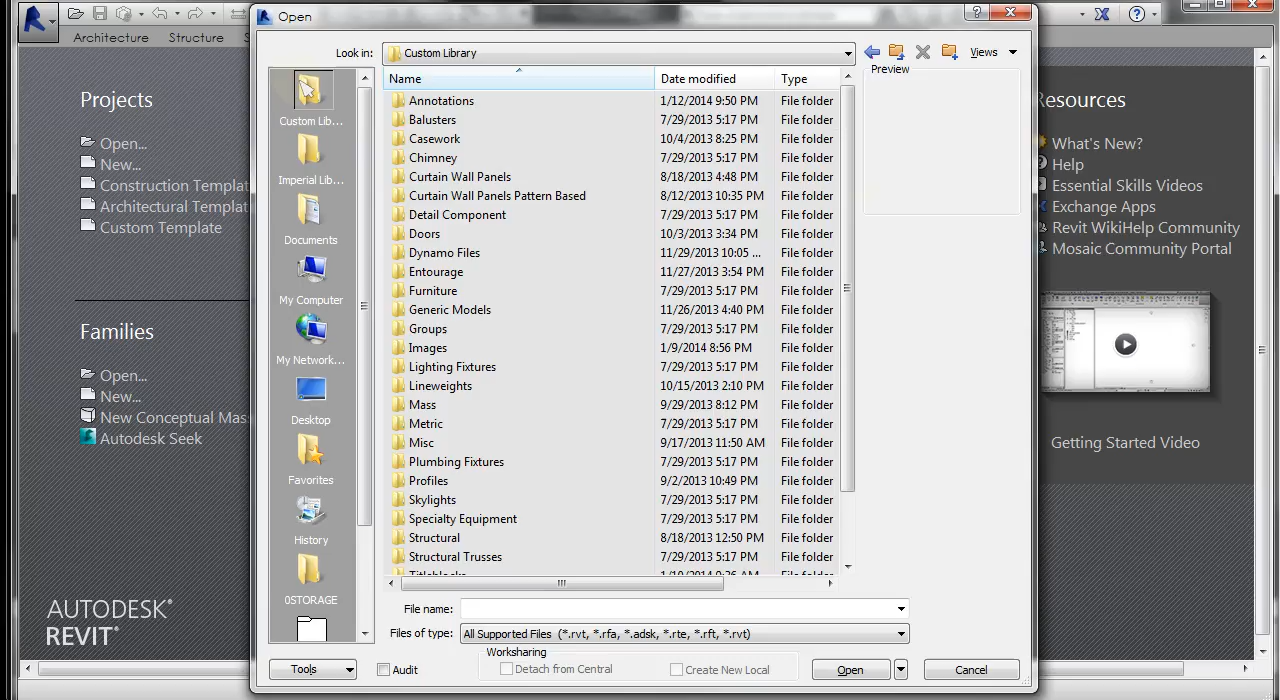 Open
Architecture
Structure
Projects
Open...
New...
Construction Templat
Architectural Templat
Custom Template
Families
Open...
New...
New Conceptual Mas
Autodesk Seek
AUTODESK®
REVIT®
Look in:
Custom Library
Views
Custom Lib...
Imperial Lib...
Documents
My Computer
My Network...
Desktop
Favorites
History
0STORAGE
Name Date modified Type
Annotations 1/12/2014 9:50 PM File folder
Balusters 7/29/2013 5:17 PM File folder
Casework 10/4/2013 8:25 PM File folder
Chimney 7/29/2013 5:17 PM File folder
Curtain Wall Panels 8/18/2013 4:48 PM File folder
Curtain Wall Panels Pattern Based 8/12/2013 10:35 PM File folder
Detail Component 7/29/2013 5:17 PM File folder
Doors 10/3/2013 3:34 PM File folder
Dynamo Files 11/29/2013 10:05 ... File folder
Entourage 11/27/2013 3:54 PM File folder
Furniture 7/29/2013 5:17 PM File folder
Generic Models 11/26/2013 4:40 PM File folder
Groups 7/29/2013 5:17 PM File folder
Images 1/9/2014 8:56 PM File folder
Lighting Fixtures 7/29/2013 5:17 PM File folder
Lineweights 10/15/2013 2:10 PM File folder
Mass 9/29/2013 8:12 PM File folder
Metric 7/29/2013 5:17 PM File folder
Misc 9/17/2013 11:50 AM File folder
Plumbing Fixtures 7/29/2013 5:17 PM File folder
Profiles 9/2/2013 10:49 PM File folder
Skylights 7/29/2013 5:17 PM File folder
Specialty Equipment 7/29/2013 5:17 PM File folder
Structural 8/18/2013 12:50 PM File folder
Structural Trusses 7/29/2013 5:17 PM File folder
Preview
File name:
Files of type: All Supported Files (*.rvt, *.rfa, *.adsk, *.rte, *.rft, *.rvt)
Worksharing
Tools
Audit
Detach from Central
Create New Local
Open
Cancel
Resources
What's New?
Help
Essential Skills Videos
Exchange Apps
Revit WikiHelp Community
Mosaic Community Portal
Getting Started Video